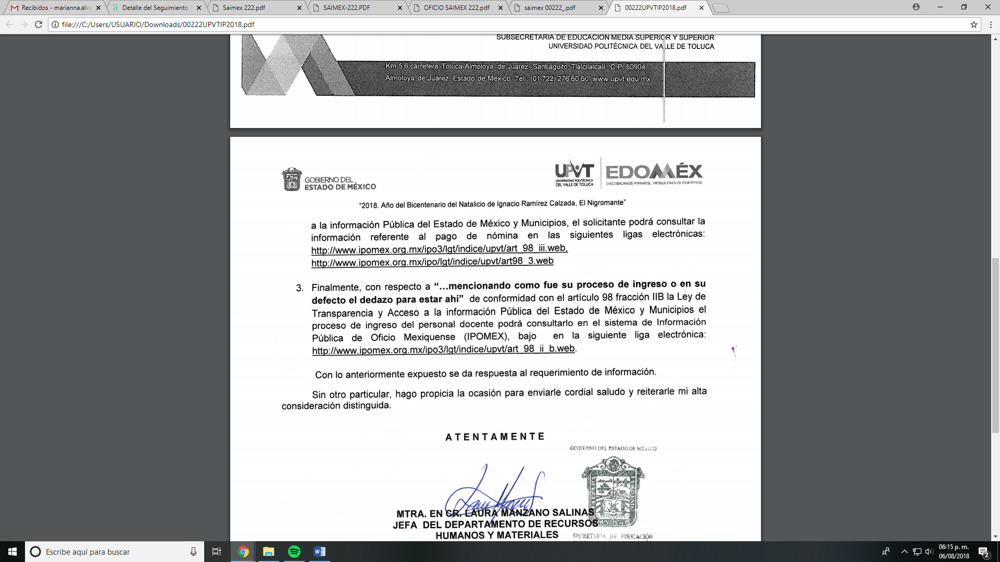 Recibidos - marianna.alva
Detalle del Seguimiento d
Saimex 222.pdf
SAIMEX-222.PDF
OFICIO SAIMEX 222.pdf
saimex 00222_.pdf
00222UPVTIP2018.pdf
file:///C:/Users/USUARIO/Downloads/00222UPVTIP2018.pdf
SUBSECRETARÍA DE EDUCACIÓN MEDIA SUPERIOR Y SUPERIOR
UNIVERSIDAD POLITÉCNICA DEL VALLE DE TOLUCA
Km 5.6 carretera Toluca-Almoloya de Juárez, Santiaguito Tlalcilalcali, C.P. 50904
Almoloya de Juárez, Estado de México. Tel.: (01 722) 276 60 60 www.upvt.edu.mx
GOBIERNO DEL
ESTADO DE MÉXICO
UPVT
UNIVERSIDAD POLITÉCNICA
DEL VALLE DE TOLUCA
EDOMÉX
DECISIONES FIRMES, RESULTADOS FUERTES.
“2018. Año del Bicentenario del Natalicio de Ignacio Ramírez Calzada, El Nigromante”
a la información Pública del Estado de México y Municipios, el solicitante podrá consultar la
información referente al pago de nómina en las siguientes ligas electrónicas:
http://www.ipomex.org.mx/ipo3/lgt/indice/upvt/art_98_iii.web,
http://www.ipomex.org.mx/ipo/lgt/indice/upvt/art98_3.web
3. Finalmente, con respecto a “…mencionando como fue su proceso de ingreso o en su
defecto el dedazo para estar ahí” de conformidad con el artículo 98 fracción IIB la Ley de
Transparencia y Acceso a la información Pública del Estado de México y Municipios el
proceso de ingreso del personal docente podrá consultarlo en el sistema de Información
Pública de Oficio Mexiquense (IPOMEX), bajo en la siguiente liga electrónica:
http://www.ipomex.org.mx/ipo3/lgt/indice/upvt/art_98_ii_b.web.
Con lo anteriormente expuesto se da respuesta al requerimiento de información.
Sin otro particular, hago propicia la ocasión para enviarle cordial saludo y reiterarle mi alta
consideración distinguida.
A T E N T A M E N T E
GOBIERNO DEL ESTADO DE MÉXICO
MTRA. EN CR. LAURA MANZANO SALINAS
JEFA DEL DEPARTAMENTO DE RECURSOS
HUMANOS Y MATERIALES
SECRETARÍA DE EDUCACIÓN
Escribe aquí para buscar
06:15 p. m.
06/08/2018
2